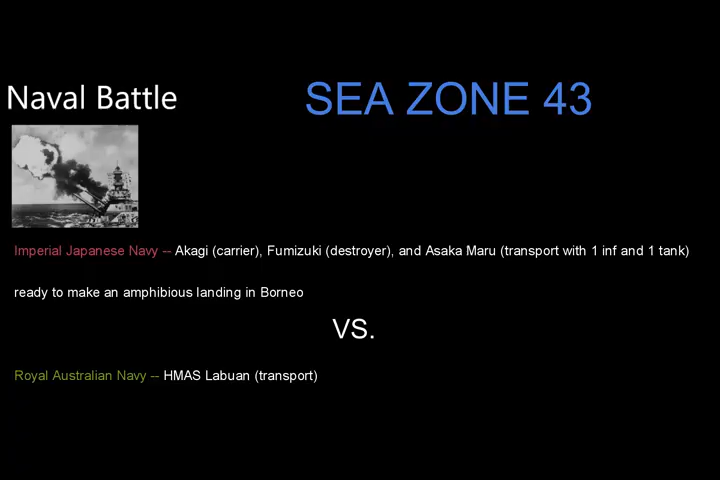 Naval Battle
SEA ZONE 43
Imperial Japanese Navy -- Akagi (carrier), Fumizuki (destroyer), and Asaka Maru (transport with 1 inf and 1 tank)
ready to make an amphibious landing in Borneo
VS.
Royal Australian Navy -- HMAS Labuan (transport)